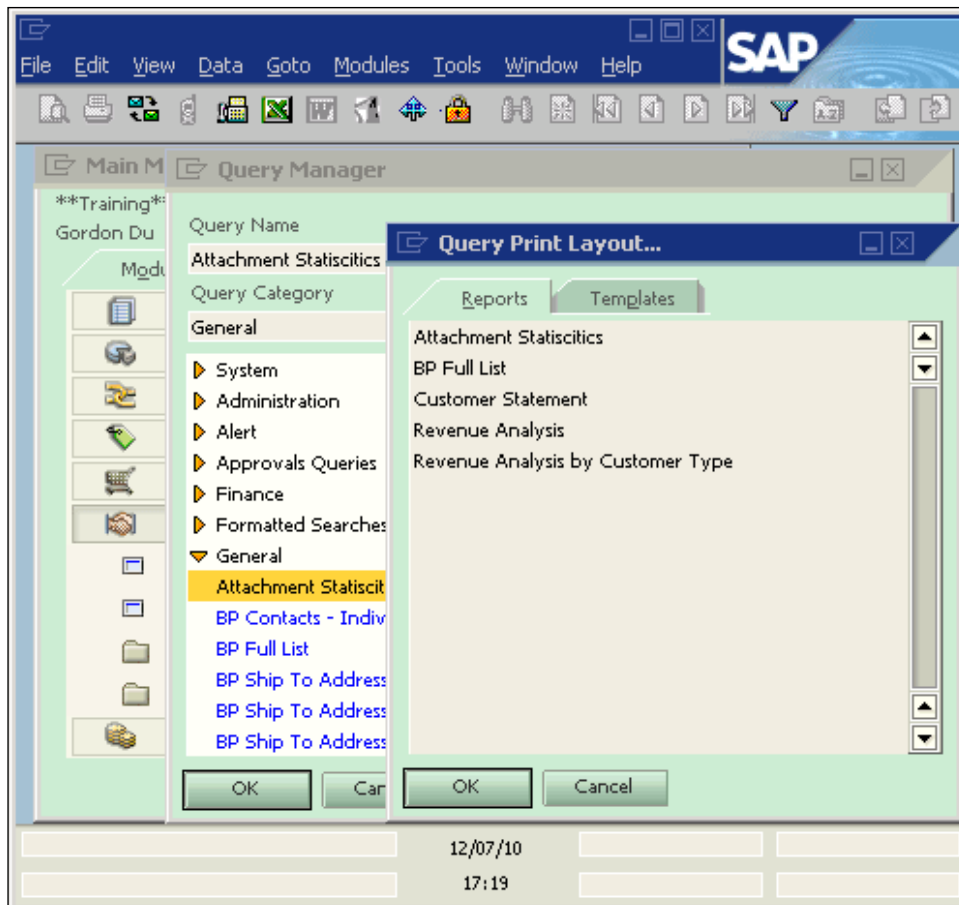 File Edit View Data Goto Modules Tools Window Help
SAP
Main M
**Training**
Gordon Du
Modu
Query Manager
Query Name
Attachment Statiscitics
Query Category
General
System
Administration
Alert
Approvals Queries
Finance
Formatted Searches
General
Attachment Statiscit
BP Contacts - Indiv
BP Full List
BP Ship To Address
BP Ship To Address
BP Ship To Address
OK Can
Query Print Layout...
Reports Templates
Attachment Statiscitics
BP Full List
Customer Statement
Revenue Analysis
Revenue Analysis by Customer Type
OK Cancel
12/07/10
17:19